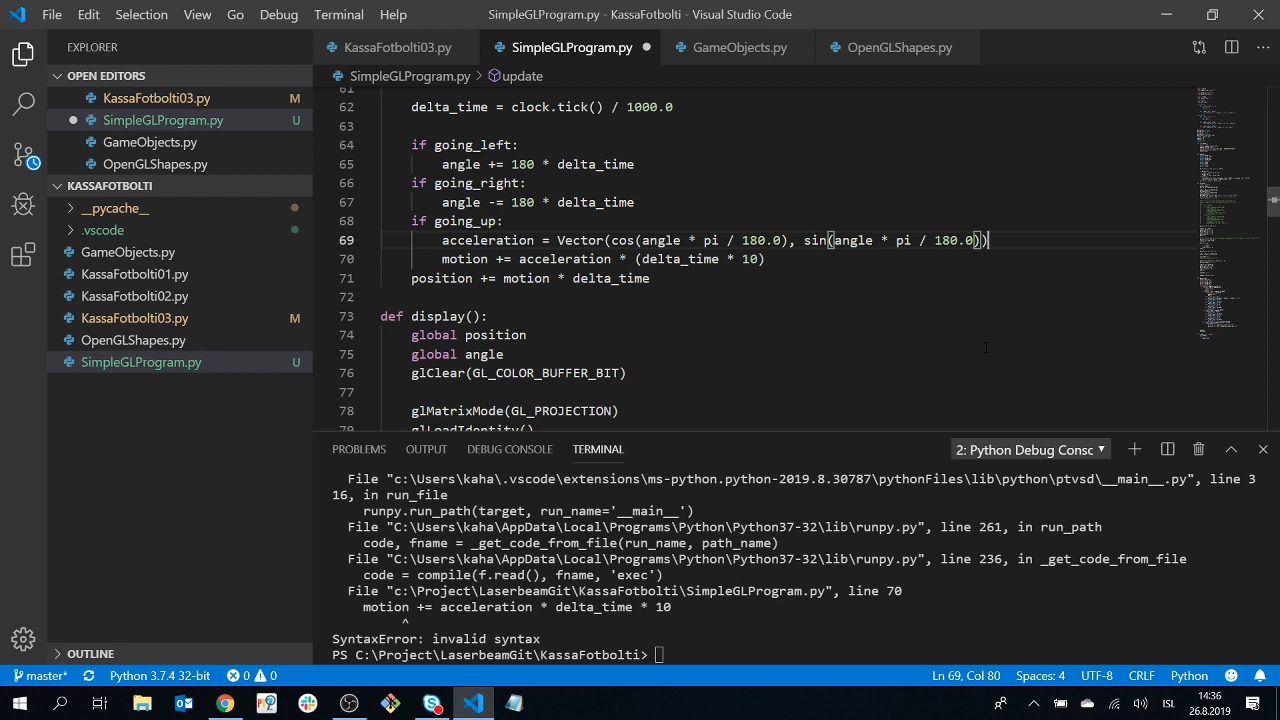 File Edit Selection View Go Debug Terminal Help SimpleGLProgram.py - KassaFotbolti - Visual Studio Code
EXPLORER
OPEN EDITORS
KassaFotbolti03.py M
SimpleGLProgram.py U
GameObjects.py
OpenGLShapes.py
KASSAFOTBOLTI
__pycache__
.vscode
GameObjects.py
KassaFotbolti01.py
KassaFotbolti02.py
KassaFotbolti03.py M
OpenGLShapes.py
SimpleGLProgram.py U
OUTLINE
KassaFotbolti03.py SimpleGLProgram.py GameObjects.py OpenGLShapes.py
SimpleGLProgram.py > update
61
62 delta_time = clock.tick() / 1000.0
63
64 if going_left:
65 angle += 180 * delta_time
66 if going_right:
67 angle -= 180 * delta_time
68 if going_up:
69 acceleration = Vector(cos(angle * pi / 180.0), sin(angle * pi / 180.0))
70 motion += acceleration * (delta_time * 10)
71 position += motion * delta_time
72
73 def display():
74 global position
75 global angle
76 glClear(GL_COLOR_BUFFER_BIT)
77
78 glMatrixMode(GL_PROJECTION)
79 glLoadIdentity()
PROBLEMS OUTPUT DEBUG CONSOLE TERMINAL 2: Python Debug Consc
File "c:\Users\kaha\.vscode\extensions\ms-python.python-2019.8.30787\pythonFiles\lib\python\ptvsd\__main__.py", line 3
16, in run_file
runpy.run_path(target, run_name='__main__')
File "C:\Users\kaha\AppData\Local\Programs\Python\Python37-32\lib\runpy.py", line 261, in run_path
code, fname = _get_code_from_file(run_name, path_name)
File "C:\Users\kaha\AppData\Local\Programs\Python\Python37-32\lib\runpy.py", line 236, in _get_code_from_file
code = compile(f.read(), fname, 'exec')
File "c:\Project\LaserbeamGit\KassaFotbolti\SimpleGLProgram.py", line 70
motion += acceleration * delta_time * 10
^
SyntaxError: invalid syntax
PS C:\Project\LaserbeamGit\KassaFotbolti>
master* Python 3.7.4 32-bit 0 0 Ln 69, Col 80 Spaces: 4 UTF-8 CRLF Python
ISL 14:36
26.8.2019